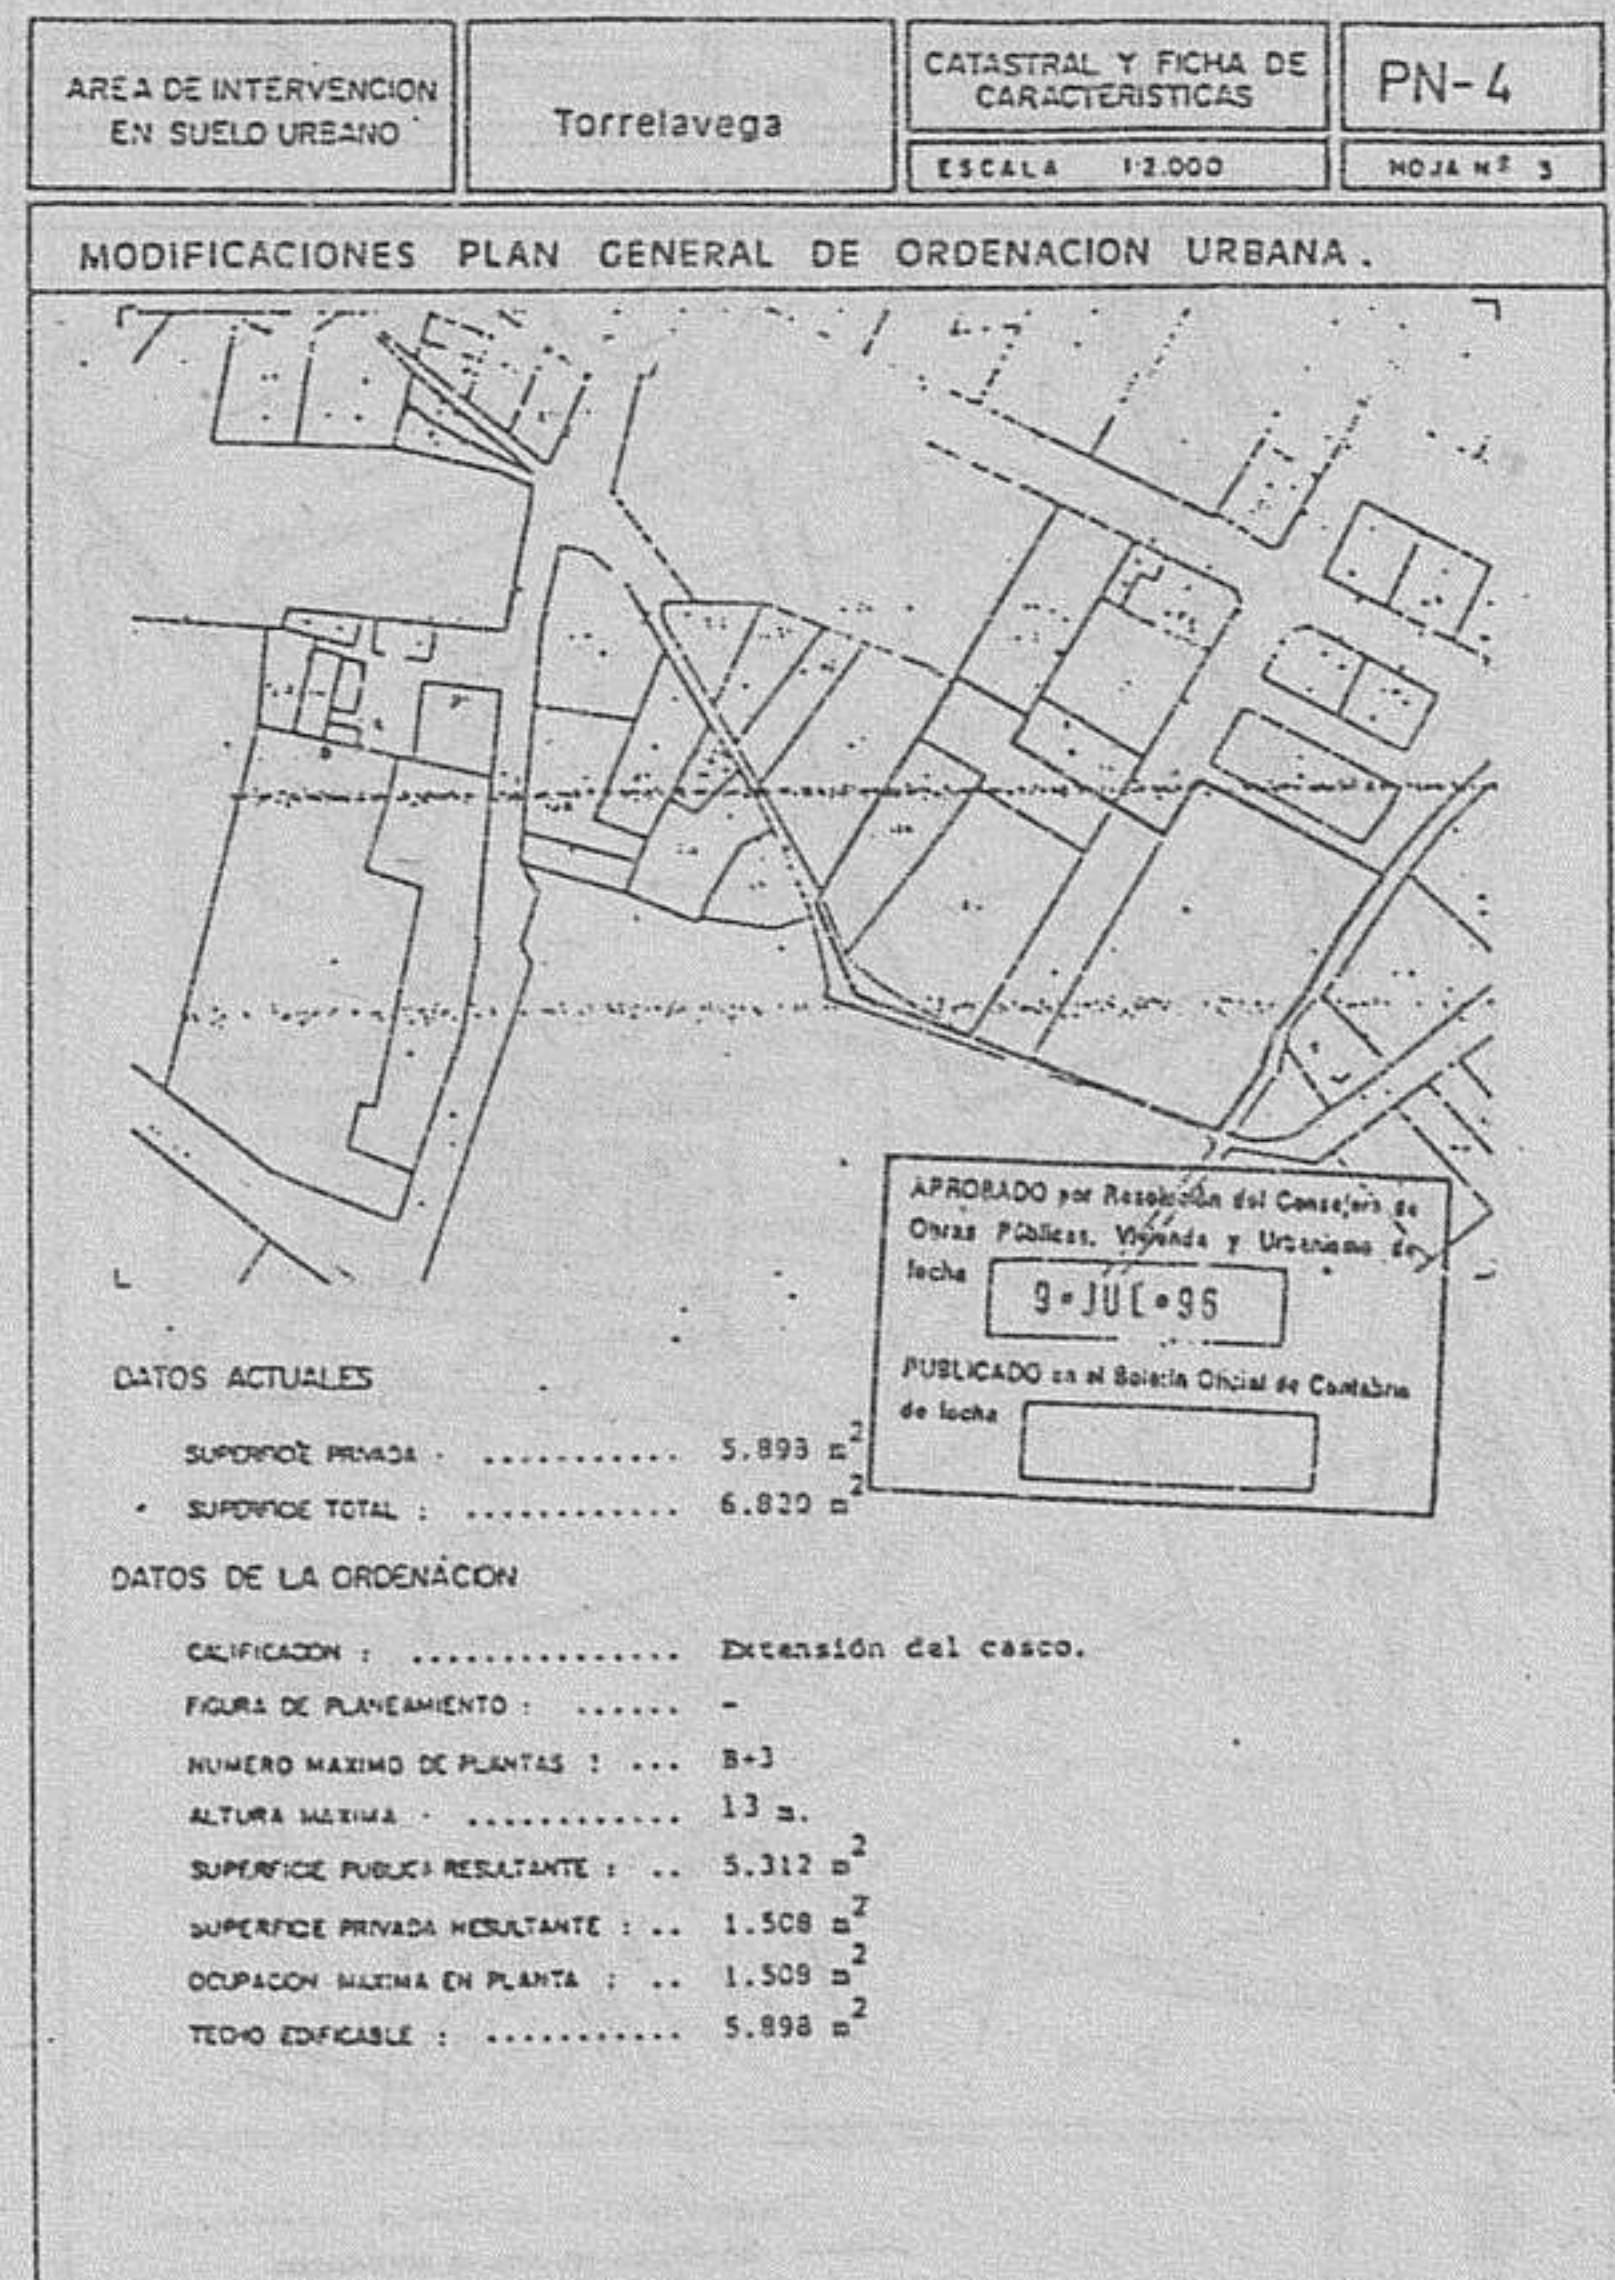 AREA DE INTERVENCION
EN SUELO URBANO
Torrelavega
CATASTRAL Y FICHA DE
CARACTERISTICAS
PN-4
ESCALA 1:2.000
HOJA Nº 3
MODIFICACIONES PLAN GENERAL DE ORDENACION URBANA.
APROBADO por Resolución del Consejero de
Obras Públicas, Vivienda y Urbanismo de
fecha
9 • JUL • 96
PUBLICADO en el Boletín Oficial de Cantabria
de fecha
DATOS ACTUALES
SUPERFICIE PRIVADA : ........... 5.898 m²
SUPERFICIE TOTAL : ............ 6.820 m²
DATOS DE LA ORDENACION
CALIFICACION : ............... Extensión del casco.
FIGURA DE PLANEAMIENTO : ...... -
NUMERO MAXIMO DE PLANTAS : ... B+3
ALTURA MAXIMA : ............ 13 m.
SUPERFICIE PUBLICA RESULTANTE : .. 5.312 m²
SUPERFICIE PRIVADA RESULTANTE : .. 1.508 m²
OCUPACION MAXIMA EN PLANTA : .. 1.508 m²
TECHO EDIFICABLE : ........... 5.898 m²